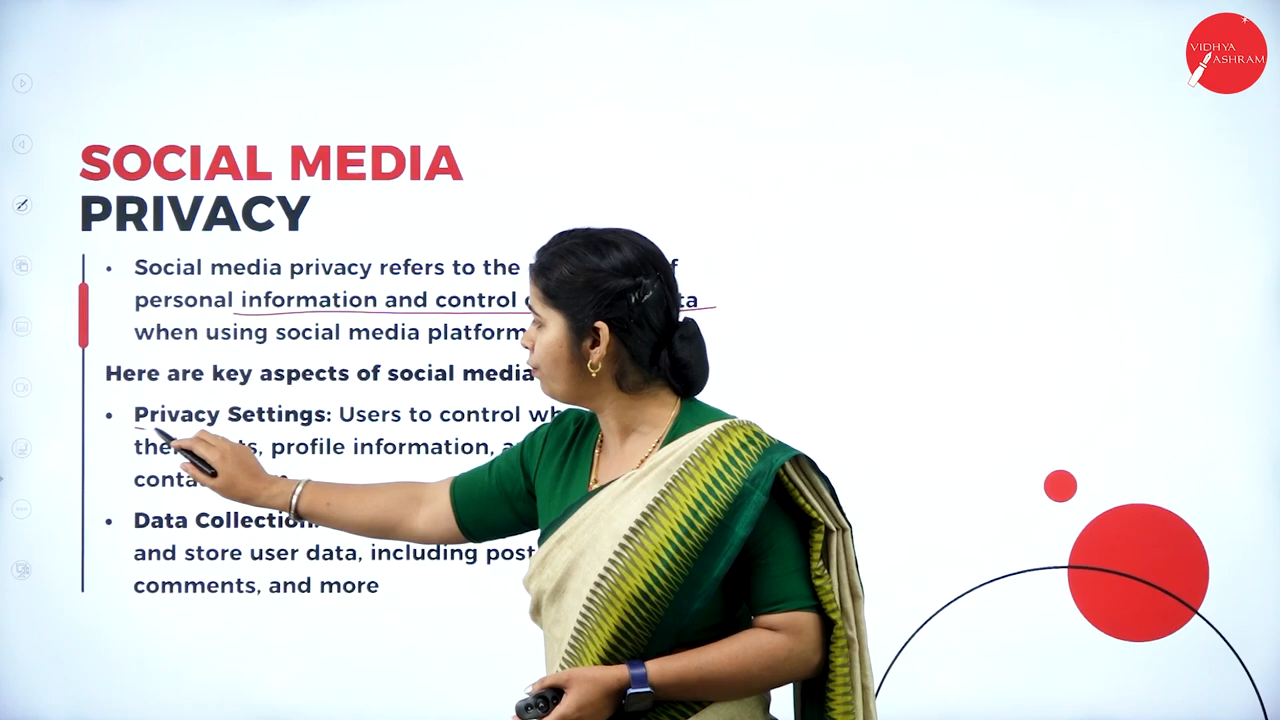 VIDHYA
ASHRAM
SOCIAL MEDIA
PRIVACY
• Social media privacy refers to the
personal information and control
when using social media
Here are key aspects of social media
• Privacy Settings: Users to control
profile information,
• Data Collection:
and store user data, including
comments, and more